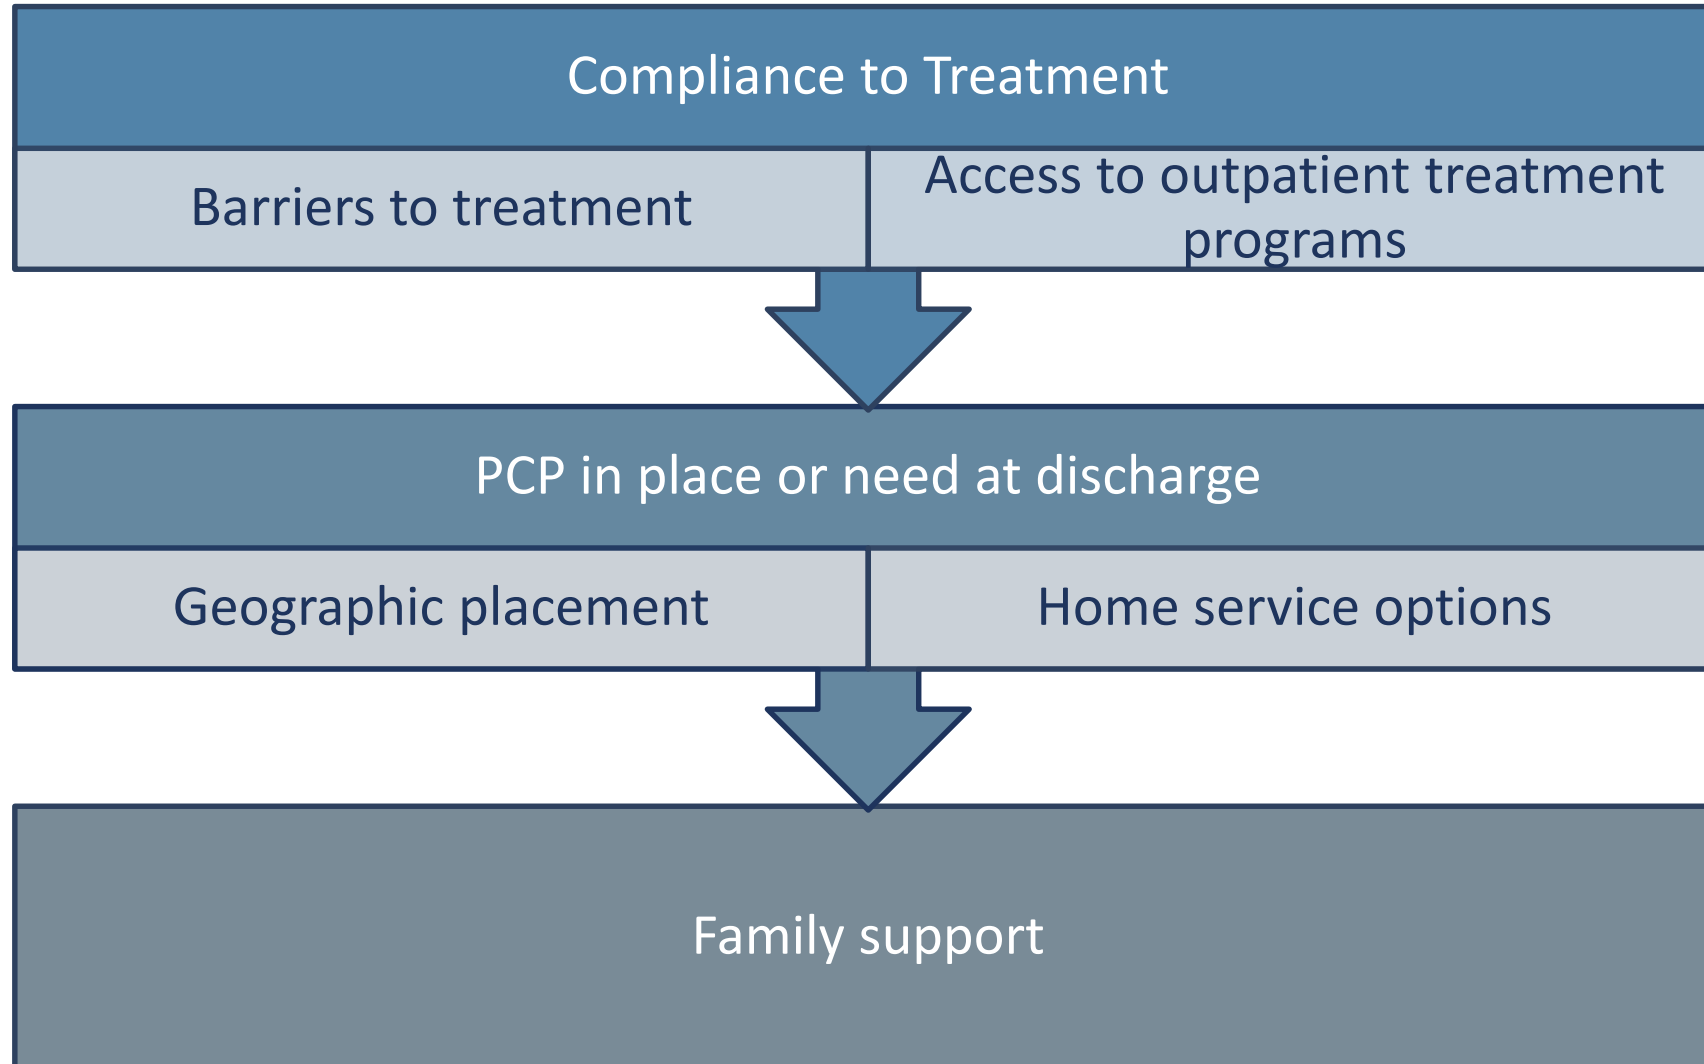 Compliance to Treatment
Barriers to treatment
Access to outpatient treatment
programs
PCP in place or need at discharge
Geographic placement
Home service options
Family support